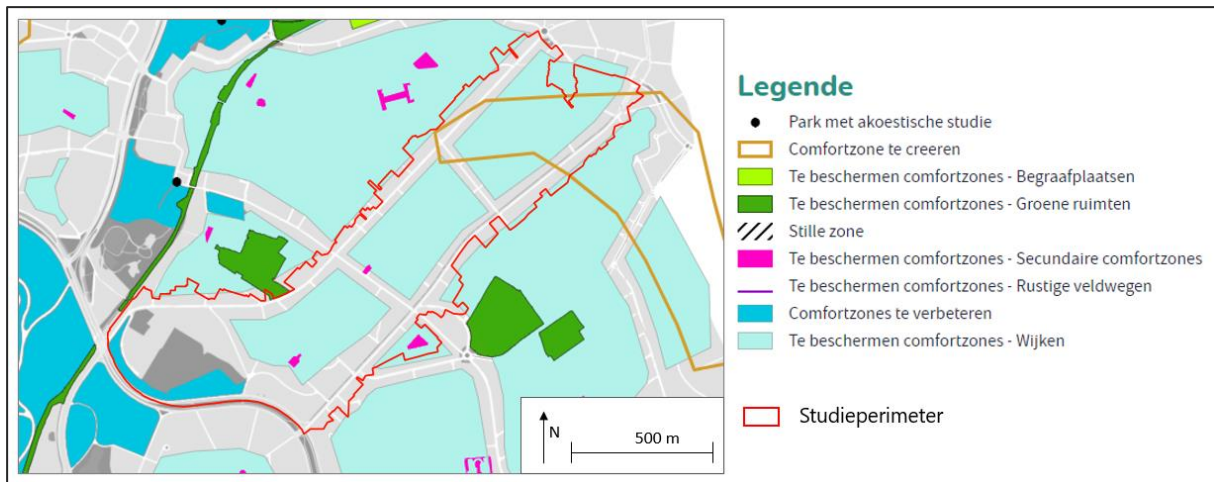 Legende
Park met akoestische studie
Comfortzone te creeren
Te beschermen comfortzones - Begraafplaatsen
Te beschermen comfortzones - Groene ruimten
Stille zone
Te beschermen comfortzones - Secundaire comfortzones
Te beschermen comfortzones - Rustige veldwegen
Comfortzones te verbeteren
Te beschermen comfortzones - Wijken
Studieperimeter
N
500 m